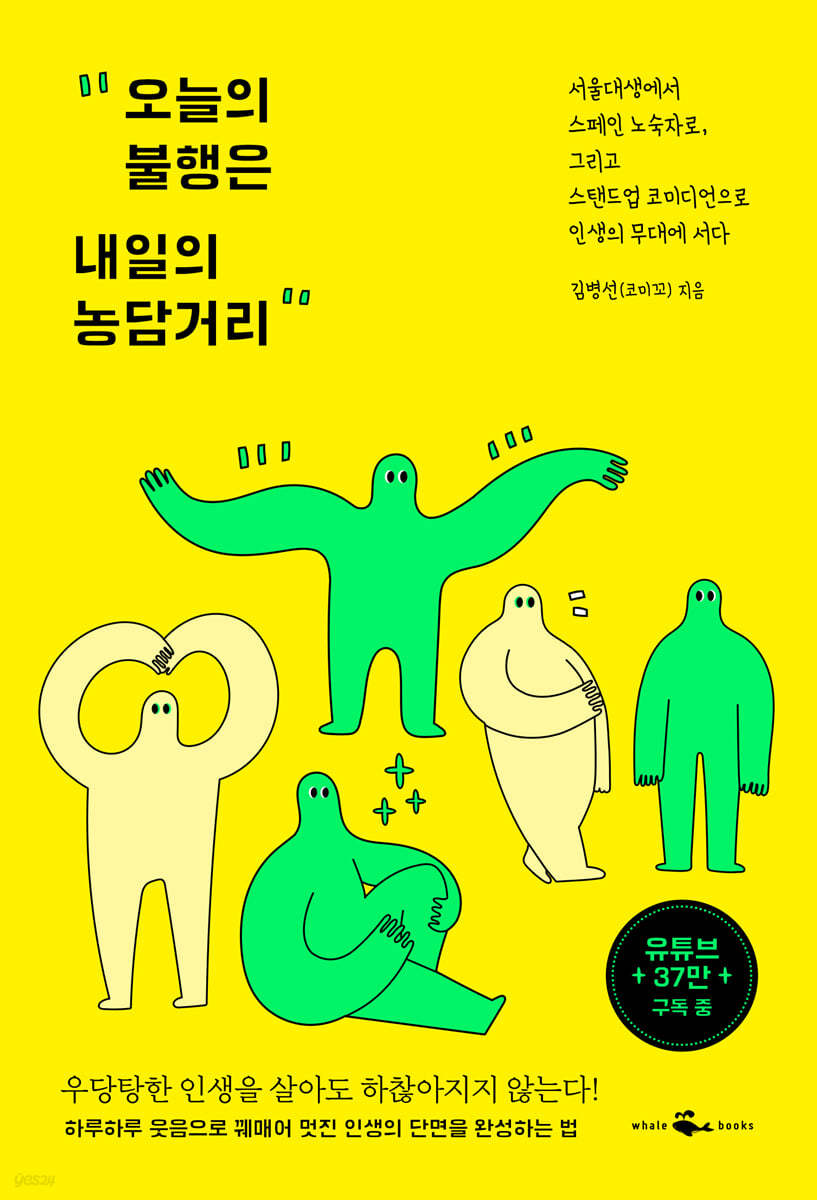 오늘의
불행은
내일의
농담거리
서울대생에서
스페인 노숙자로,
그리고
스탠드업 코미디언으로
인생의 무대에 서다
김병선(코미꼬) 지음
유튜브
37만
구독 중
우당탕한 인생을 살아도 하찮아지지 않는다!
하루하루 웃음으로 꿰매어 멋진 인생의 단면을 완성하는 법
whale books
yes24